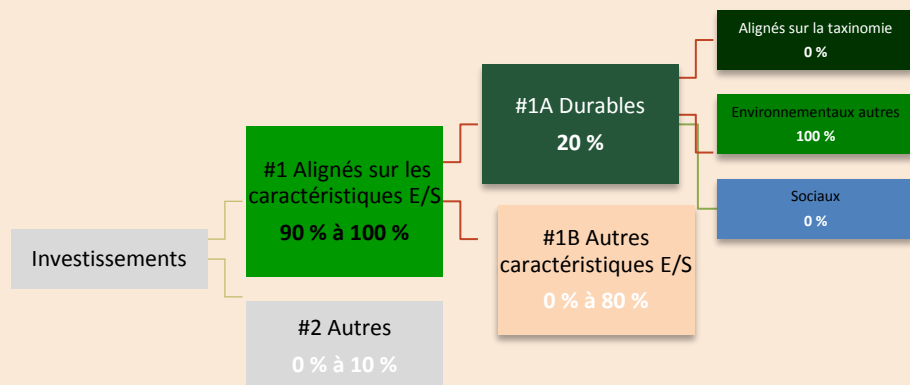 Investissements
#1 Alignés sur les
caractéristiques E/S
90 % à 100 %
#2 Autres
0 % à 10 %
#1A Durables
20 %
#1B Autres
caractéristiques E/S
0 % à 80 %
Alignés sur la taxinomie
0 %
Environnementaux autres
100 %
Sociaux
0 %